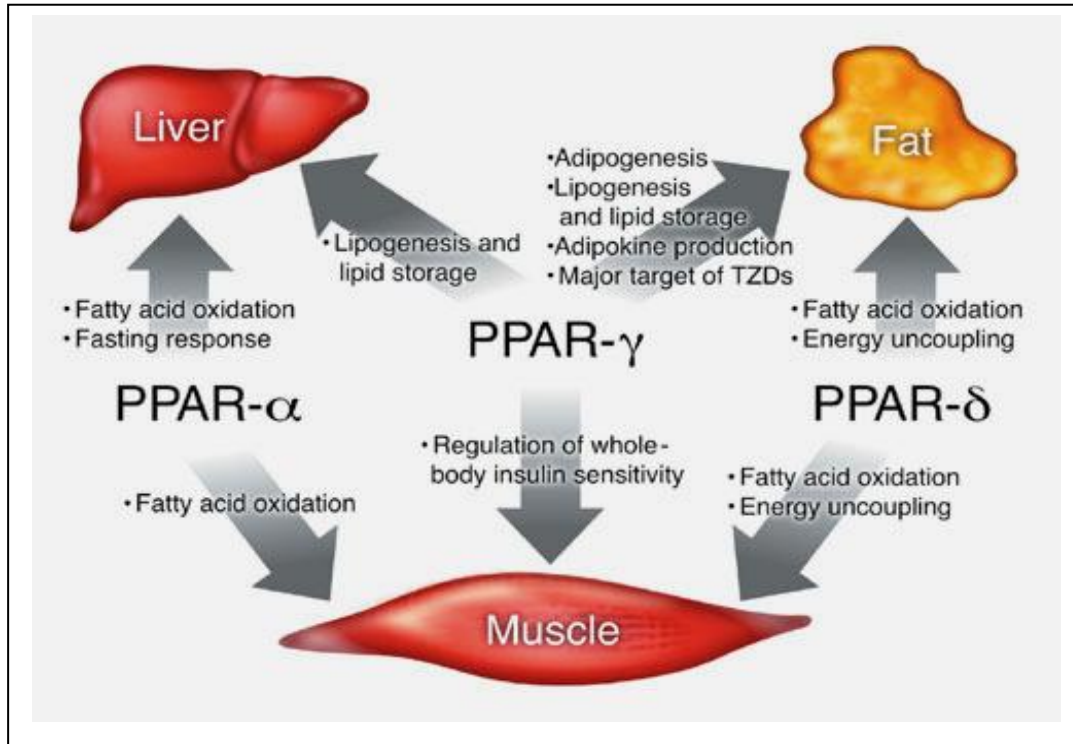 Liver
Fat
•Adipogenesis
•Lipogenesis
and lipid storage
•Adipokine production
•Major target of TZDs
•Lipogenesis and
lipid storage
•Fatty acid oxidation
•Fasting response
•Fatty acid oxidation
•Energy uncoupling
PPAR-γ
PPAR-α
PPAR-δ
•Regulation of whole-
body insulin sensitivity
•Fatty acid oxidation
•Fatty acid oxidation
•Energy uncoupling
Muscle